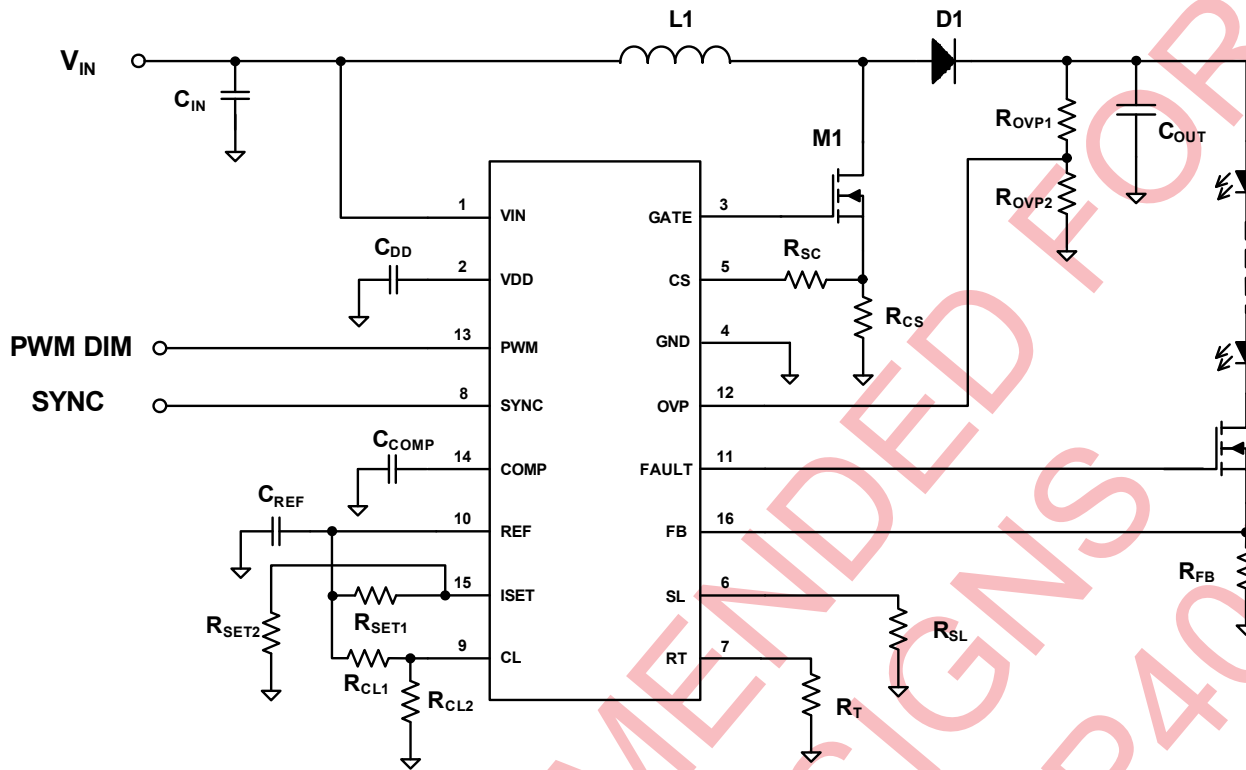 L1
D1
VIN
CIN
M1
ROVP1
COUT
ROVP2
1 VIN
GATE 3
CDD
2 VDD
RSC
CS 5
RCS
GND 4
PWM DIM
13 PWM
SYNC
8 SYNC
OVP 12
CCOMP
14 COMP
FAULT 11
CREF
10 REF
FB 16
15 ISET
RSET1
RSET2
SL 6
RSL
RFB
9 CL
RCL1
RCL2
RT 7
RT
MENDED FOR
SIGNS
P40